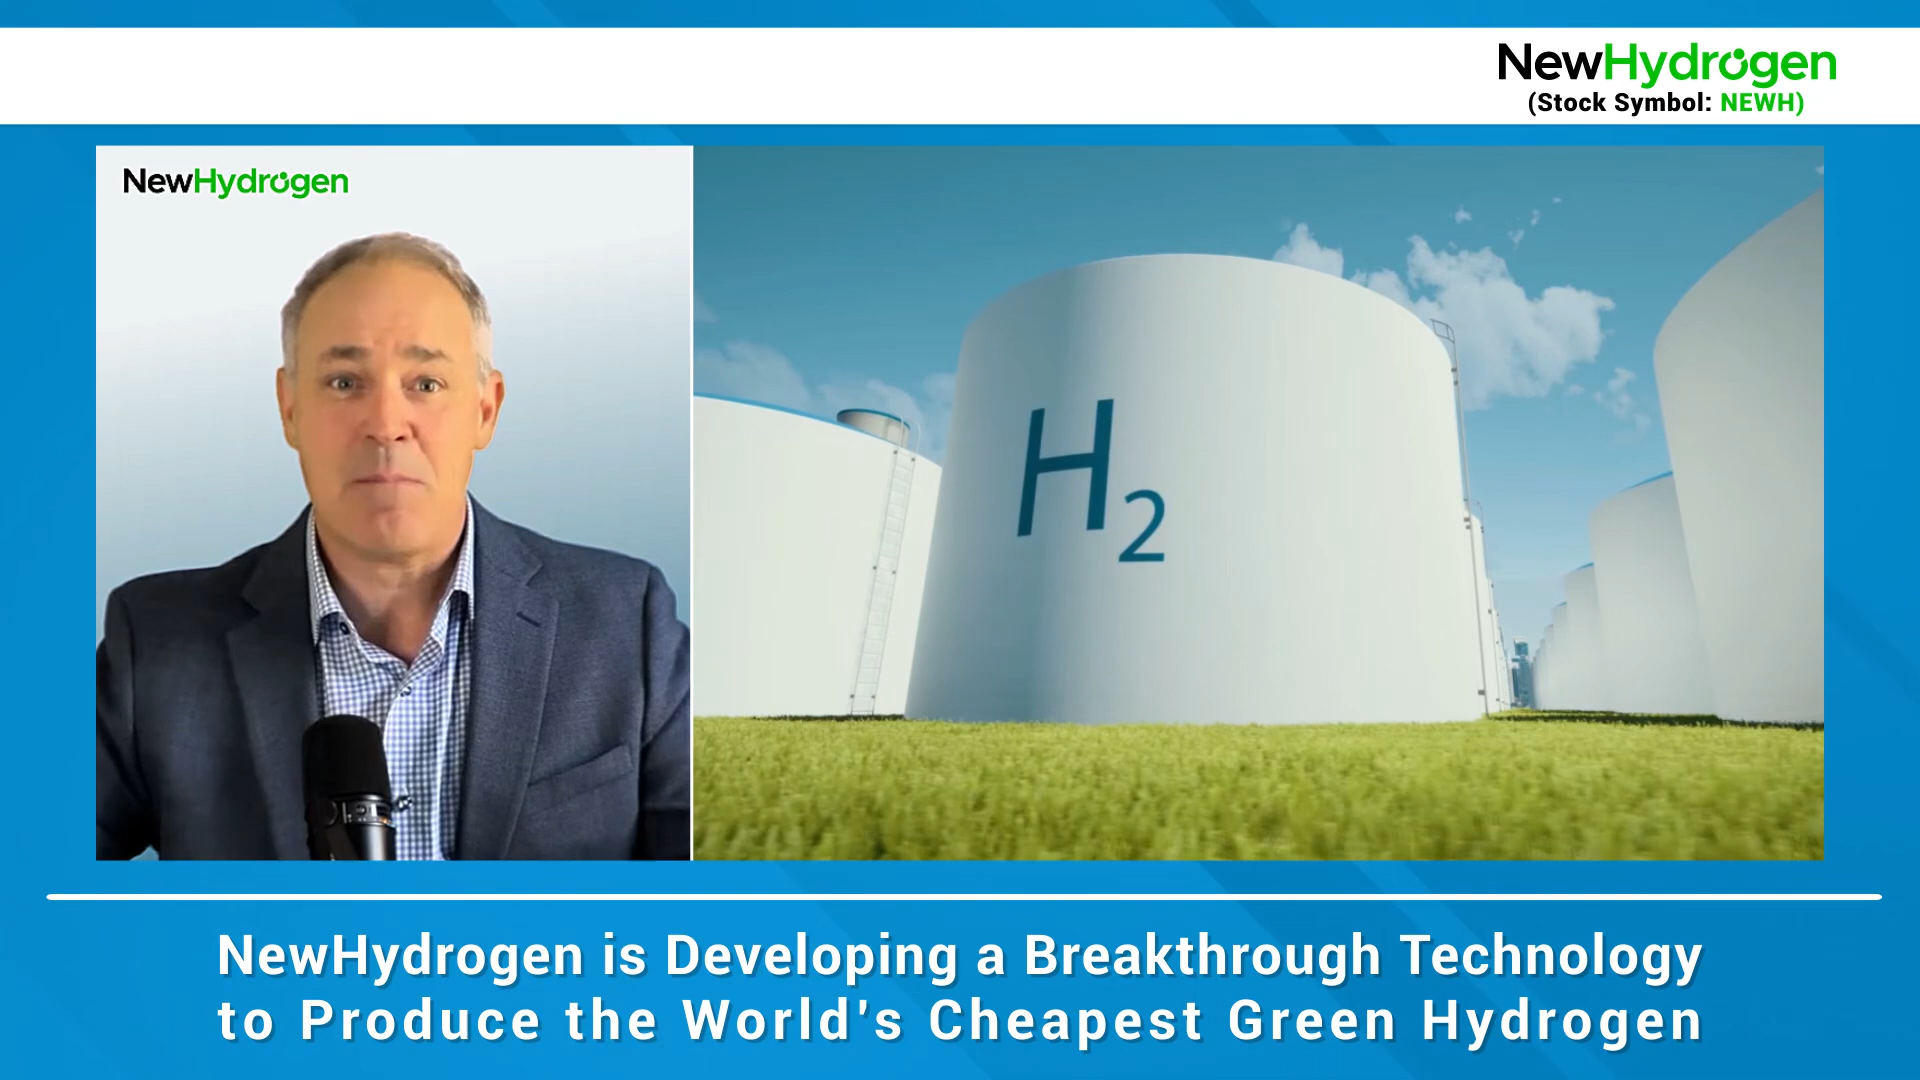 NewHydrogen
(Stock Symbol: NEWH)
NewHydrogen
H2
NewHydrogen is Developing a Breakthrough Technology
to Produce the World's Cheapest Green Hydrogen